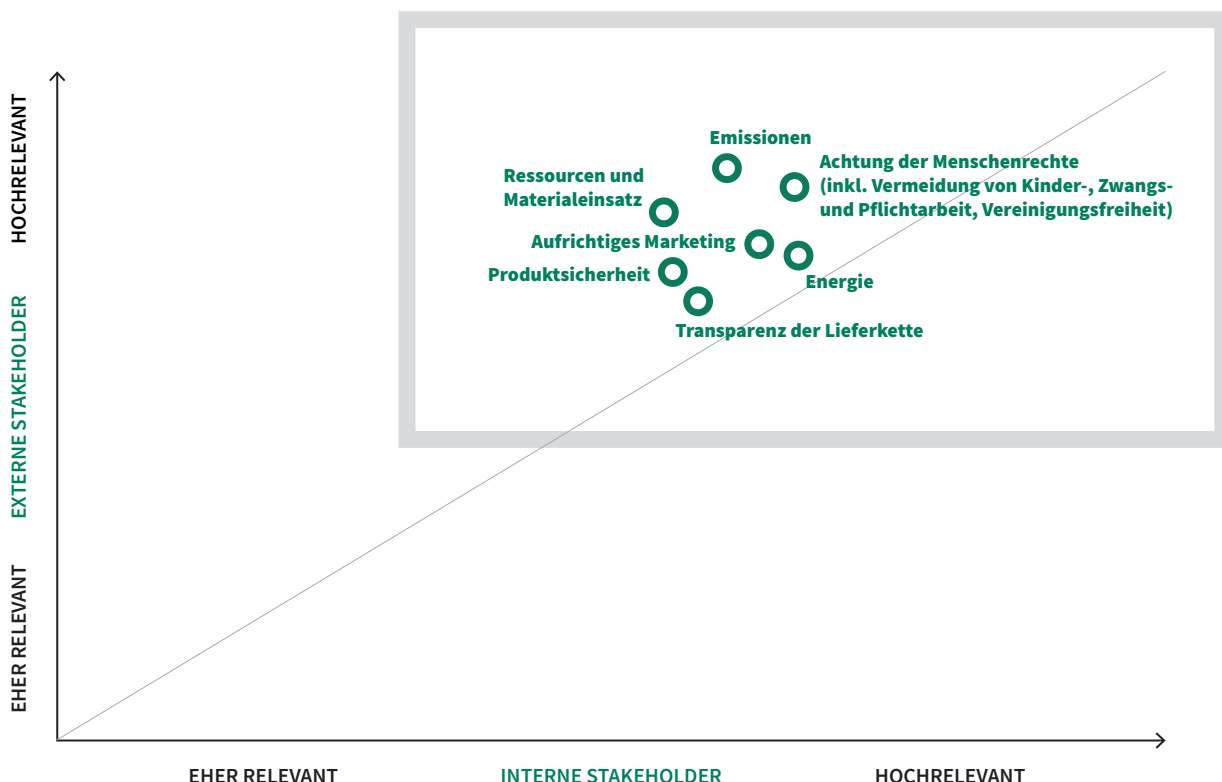 HOCHRELEVANT
EXTERNE STAKEHOLDER
EHER RELEVANT
Emissionen
Achtung der Menschenrechte
(inkl. Vermeidung von Kinder-, Zwangs-
und Pflichtarbeit, Vereinigungsfreiheit)
Ressourcen und
Materialeinsatz
Aufrichtiges Marketing
Produktsicherheit
Energie
Transparenz der Lieferkette
EHER RELEVANT
INTERNE STAKEHOLDER
HOCHRELEVANT